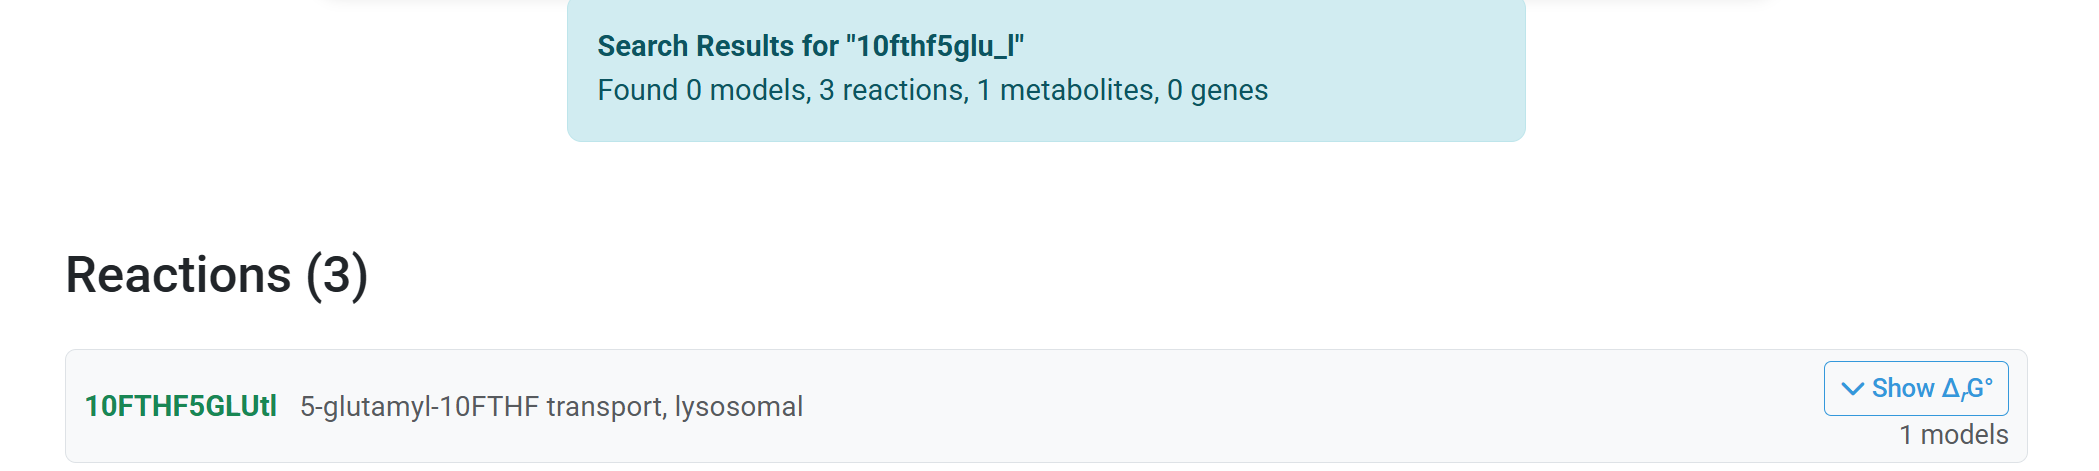 Search Results for "10fthf5glu_l"
Found 0 models, 3 reactions, 1 metabolites, 0 genes
Reactions (3)
10FTHF5GLUtl 5-glutamyl-10FTHF transport, lysosomal
Show ΔrG°
1 models